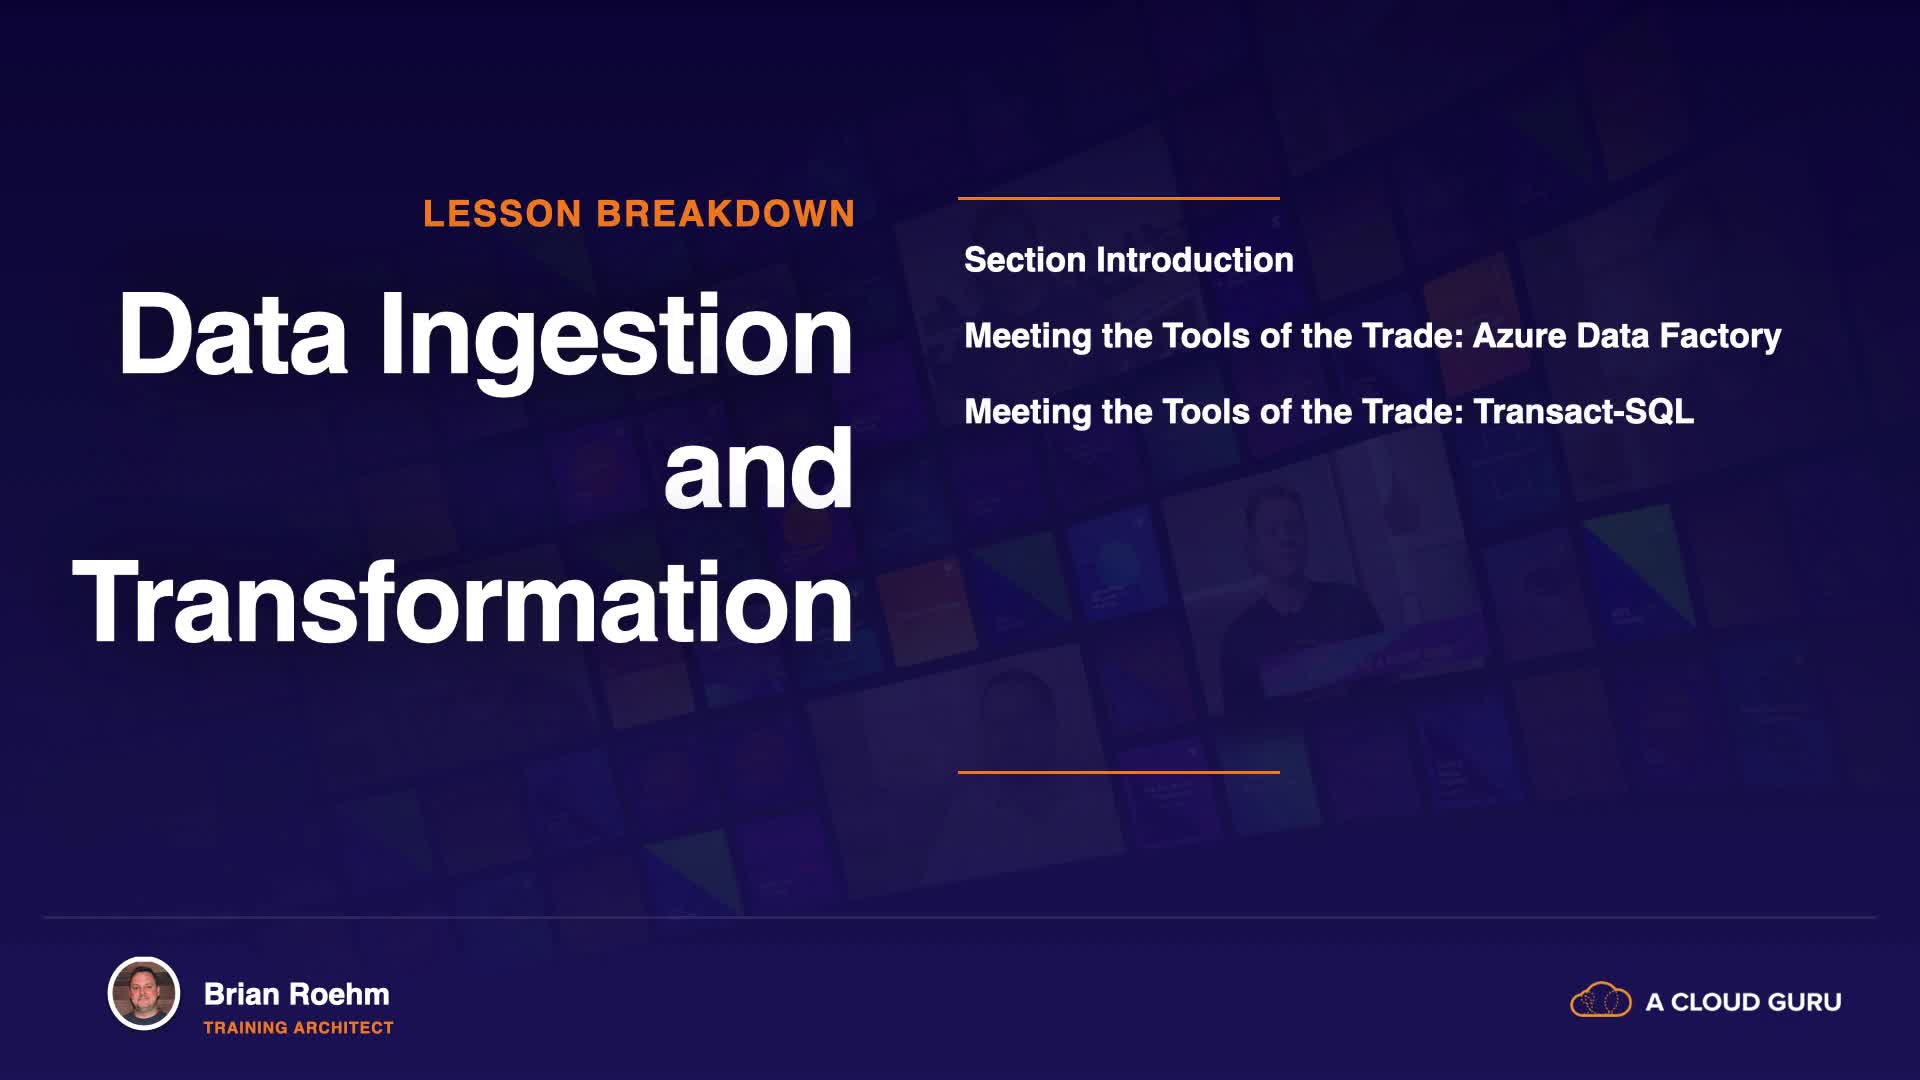 LESSON BREAKDOWN
Data Ingestion
and
Transformation
Section Introduction
Meeting the Tools of the Trade: Azure Data Factory
Meeting the Tools of the Trade: Transact-SQL
Brian Roehm
TRAINING ARCHITECT
A CLOUD GURU